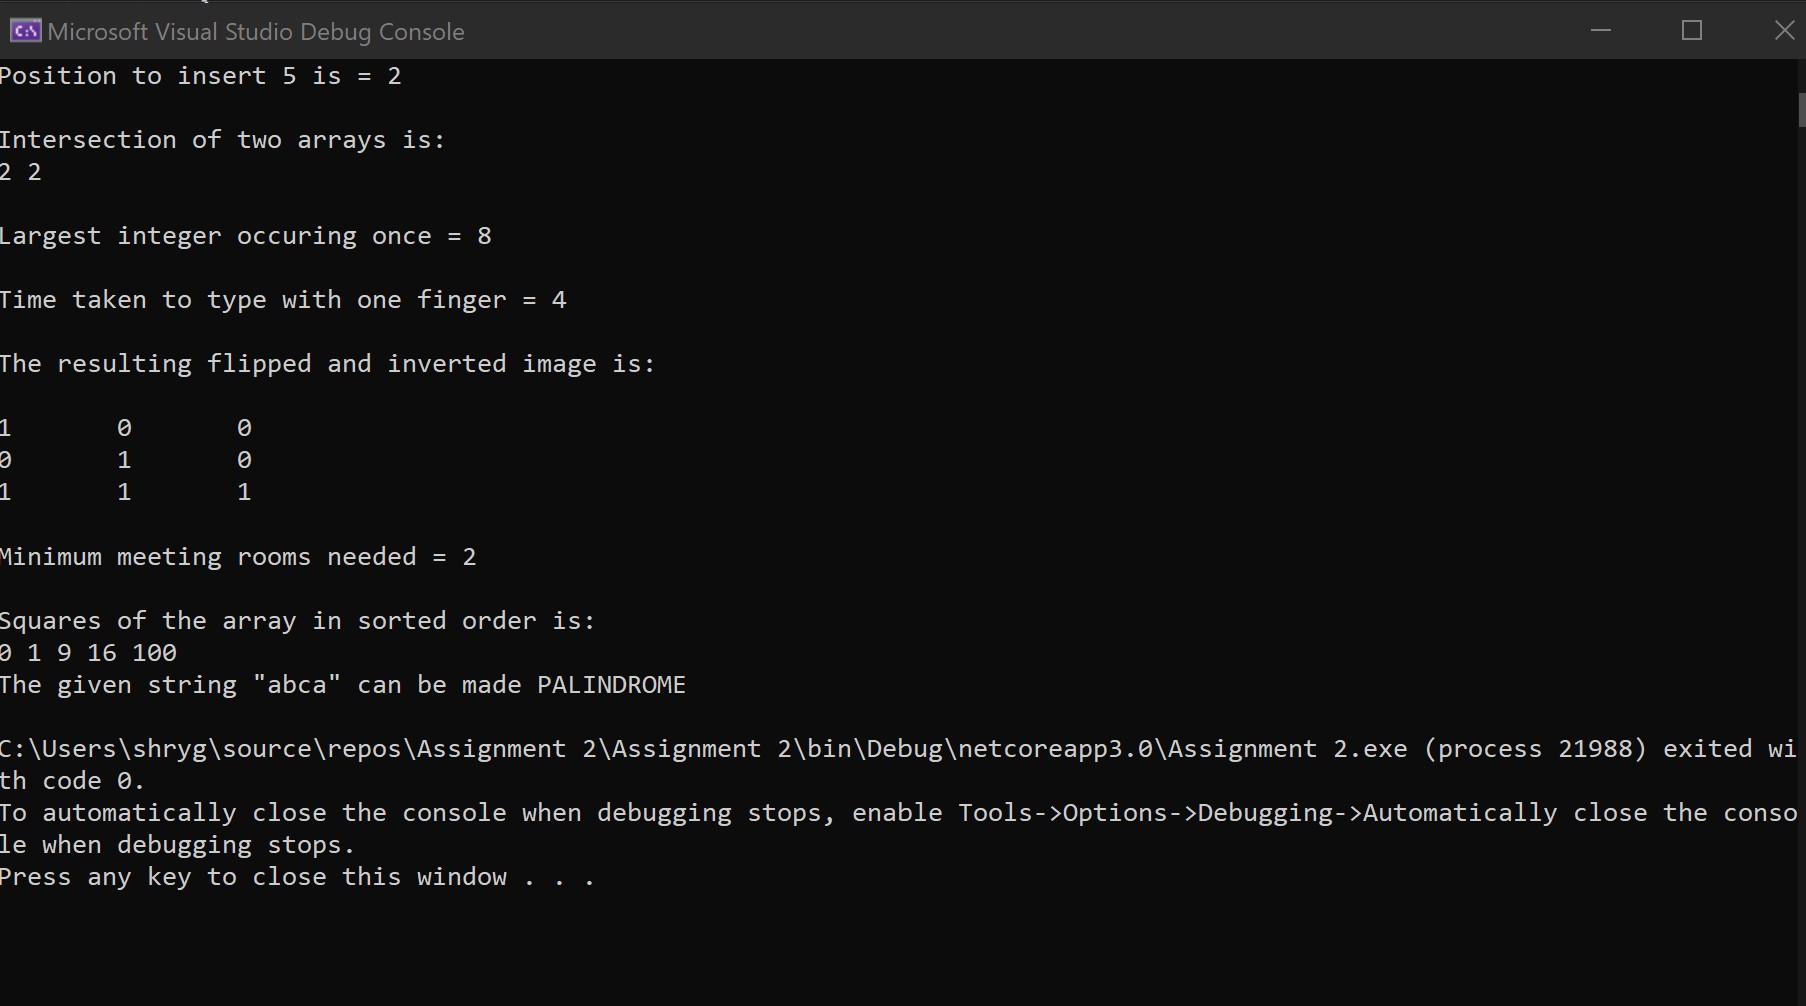 C:\ Microsoft Visual Studio Debug Console
Position to insert 5 is = 2
Intersection of two arrays is:
2 2
Largest integer occuring once = 8
Time taken to type with one finger = 4
The resulting flipped and inverted image is:
1 0 0
0 1 0
1 1 1
Minimum meeting rooms needed = 2
Squares of the array in sorted order is:
0 1 9 16 100
The given string "abca" can be made PALINDROME
C:\Users\shryg\source\repos\Assignment 2\Assignment 2\bin\Debug\netcoreapp3.0\Assignment 2.exe (process 21988) exited wi
th code 0.
To automatically close the console when debugging stops, enable Tools->Options->Debugging->Automatically close the conso
le when debugging stops.
Press any key to close this window . . .